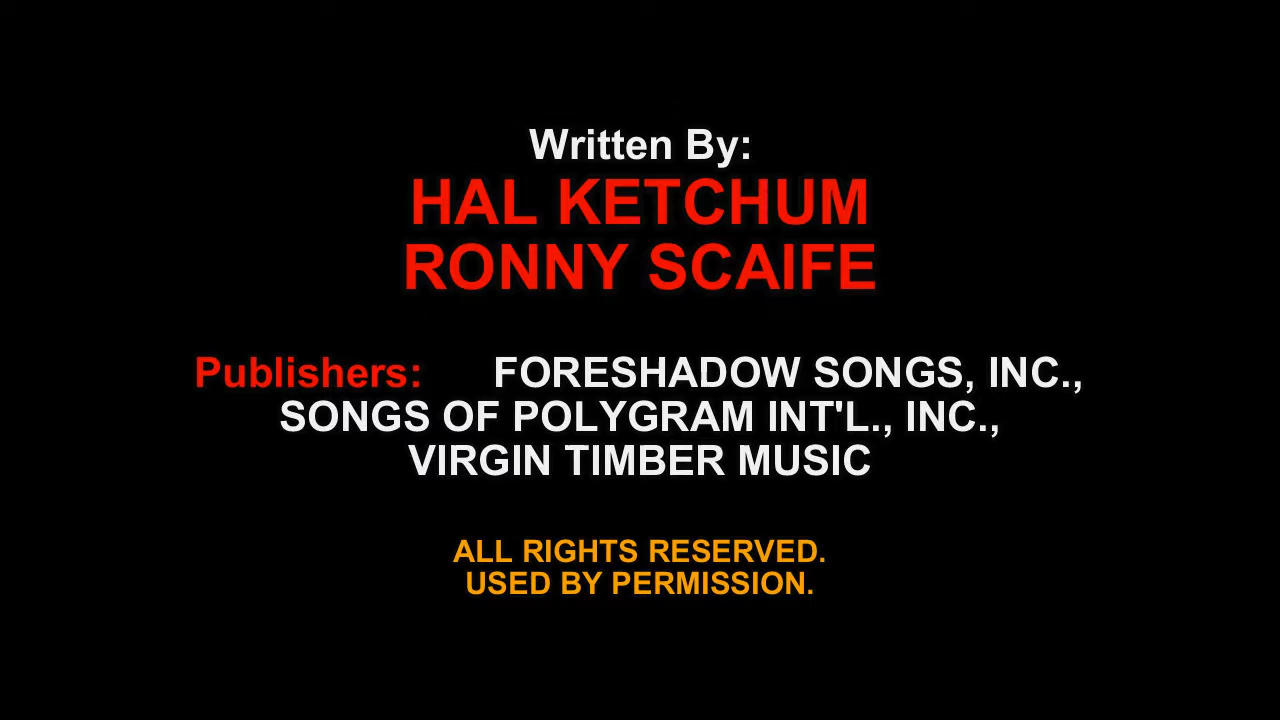 Written By:
HAL KETCHUM
RONNY SCAIFE
Publishers: FORESHADOW SONGS, INC.,
SONGS OF POLYGRAM INT'L., INC.,
VIRGIN TIMBER MUSIC
ALL RIGHTS RESERVED.
USED BY PERMISSION.